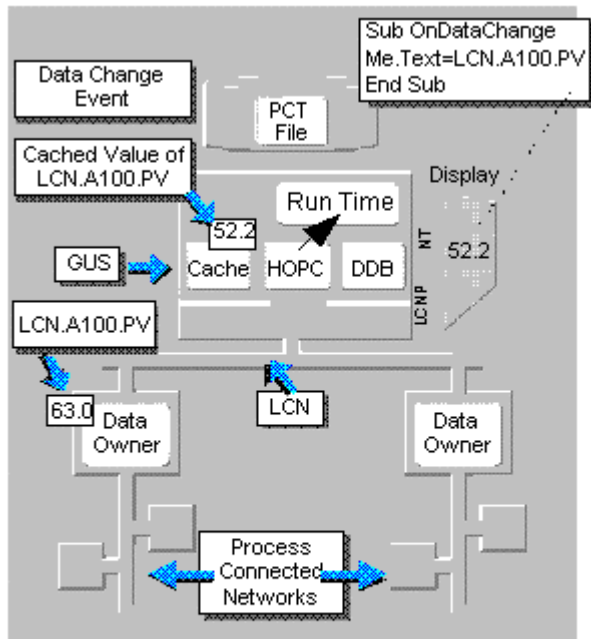 Sub OnDataChange
Me.Text=LCN.A100.PV
End Sub
Data Change
Event
PCT
File
Cached Value of
LCN.A100.PV
Display
Run Time
52.2
NT
52.2
GUS
Cache
HOPC
DDB
LCNP
LCN.A100.PV
63.0
LCN
Data
Owner
Data
Owner
Process
Connected
Networks